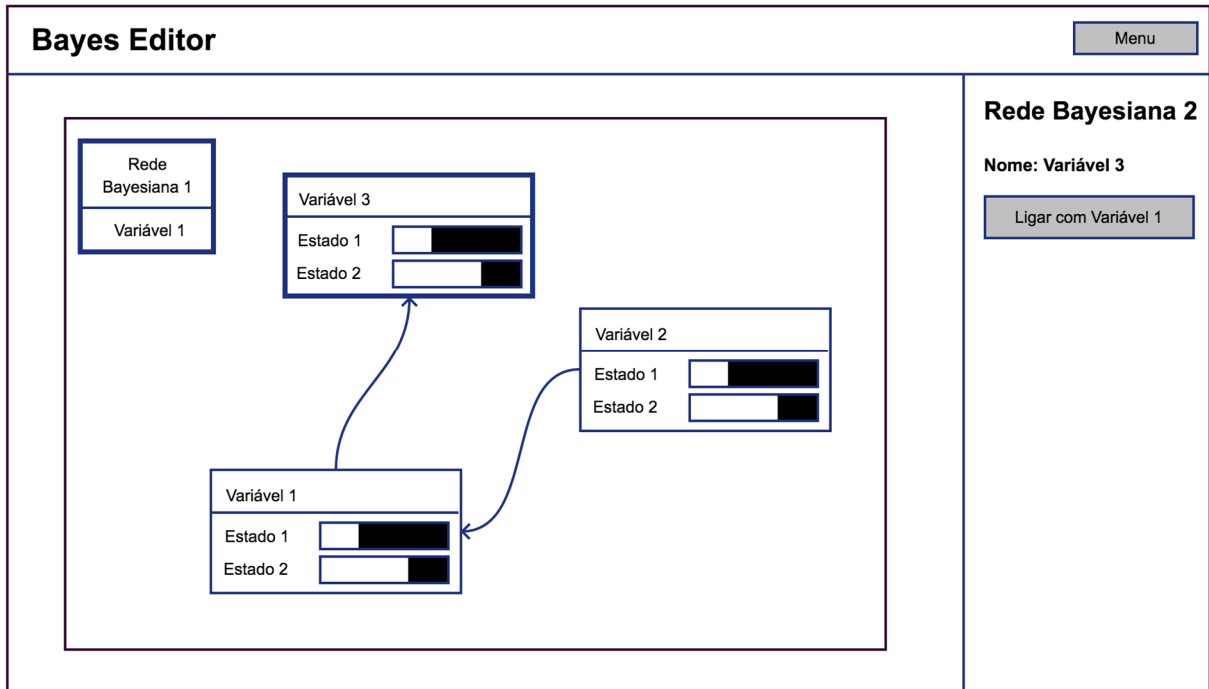 Bayes Editor
Menu
Rede
Bayesiana 1
Variável 1
Variável 3
Estado 1
Estado 2
Variável 2
Estado 1
Estado 2
Variável 1
Estado 1
Estado 2
Rede Bayesiana 2
Nome: Variável 3
Ligar com Variável 1